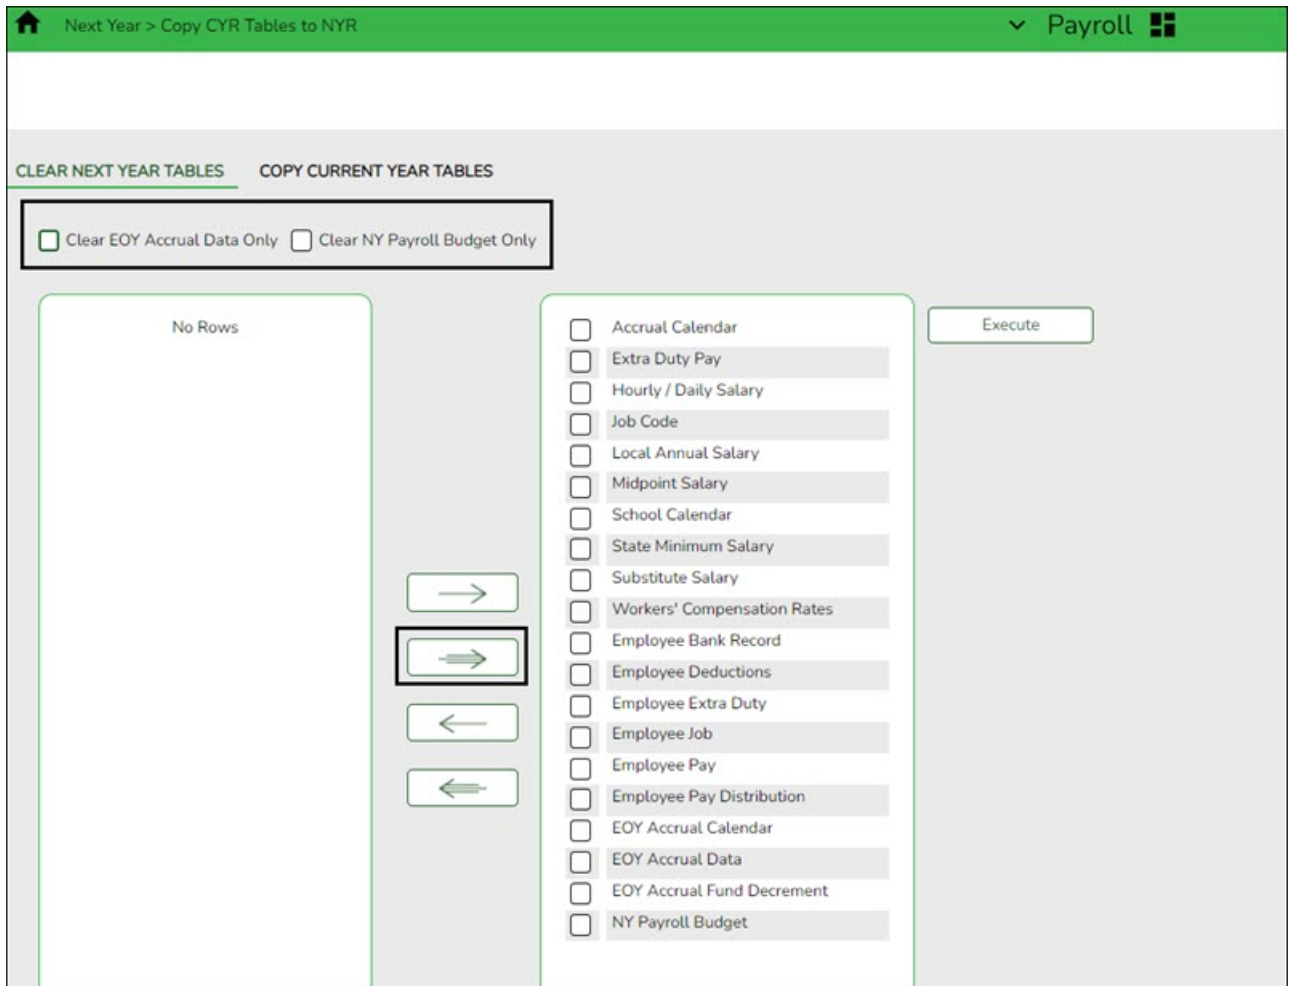 Next Year > Copy CYR Tables to NYR
Payroll
CLEAR NEXT YEAR TABLES COPY CURRENT YEAR TABLES
Clear EOY Accrual Data Only Clear NY Payroll Budget Only
No Rows
Accrual Calendar
Extra Duty Pay
Hourly / Daily Salary
Job Code
Local Annual Salary
Midpoint Salary
School Calendar
State Minimum Salary
Substitute Salary
Workers' Compensation Rates
Employee Bank Record
Employee Deductions
Employee Extra Duty
Employee Job
Employee Pay
Employee Pay Distribution
EOY Accrual Calendar
EOY Accrual Data
EOY Accrual Fund Decrement
NY Payroll Budget
Execute